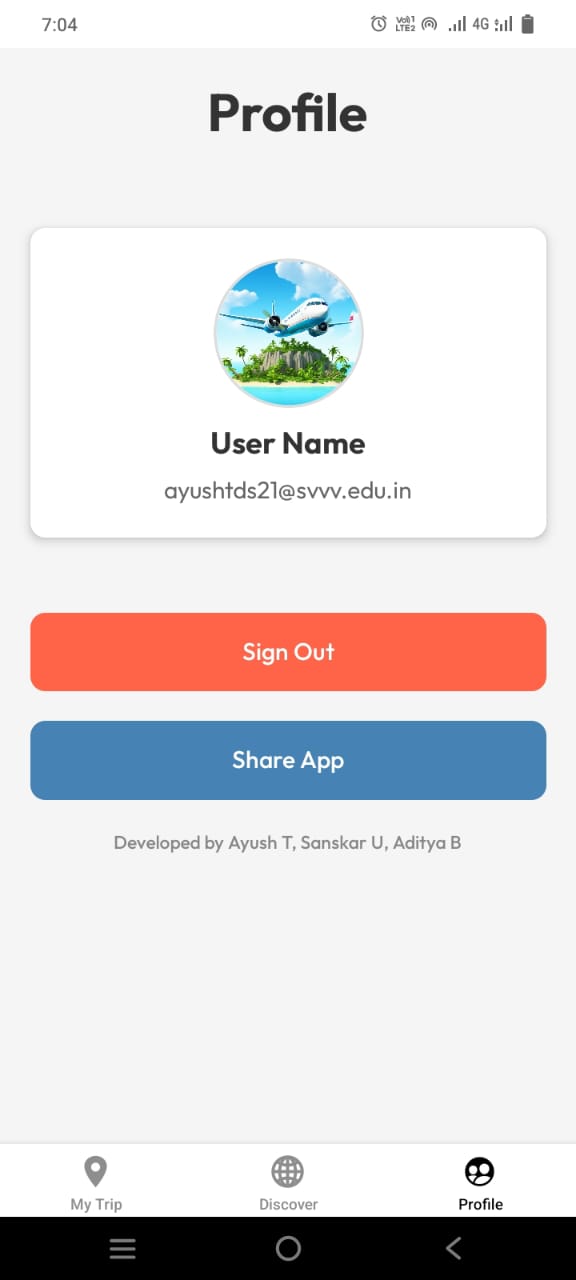 7:04
Vo)) 1
LTE2
4G
Profile
User Name
ayushtds21@svvv.edu.in
Sign Out
Share App
Developed by Ayush T, Sanskar U, Aditya B
My Trip
Discover
Profile